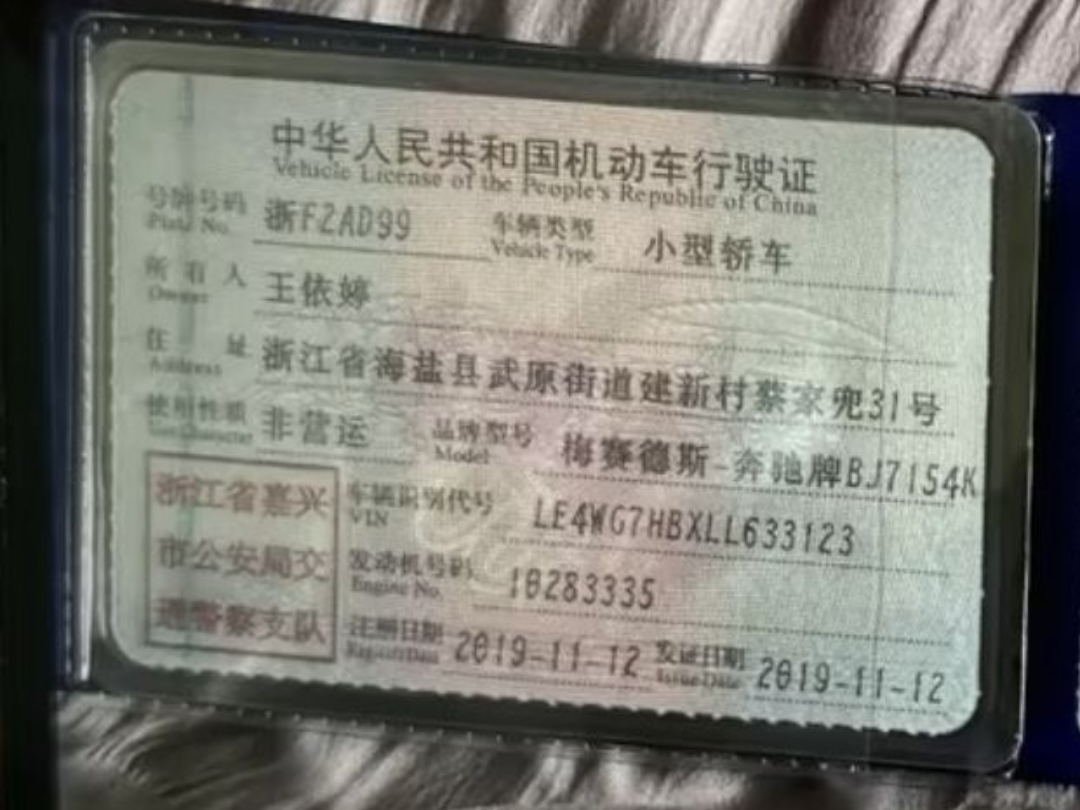 中华人民共和国机动车行驶证
Vehicle License of the People's Republic of China
号牌号码 浙F2AD99 车辆类型 小型轿车
Plate No. Vehicle Type
所有人 王依婷
Owner
住址 浙江省海盐县武原街道建新村蔡家兜31号
Address
使用性质 非营运 品牌型号 梅赛德斯-奔驰牌BJ7154K
Use Character Model
浙江省嘉兴
市公安局交
通警察支队
车辆识别代号 LE4WG7HBXLL633123
VIN
发动机号码 10283335
Engine No.
注册日期 2019-11-12 发证日期 2019-11-12
Register Date Issue Date